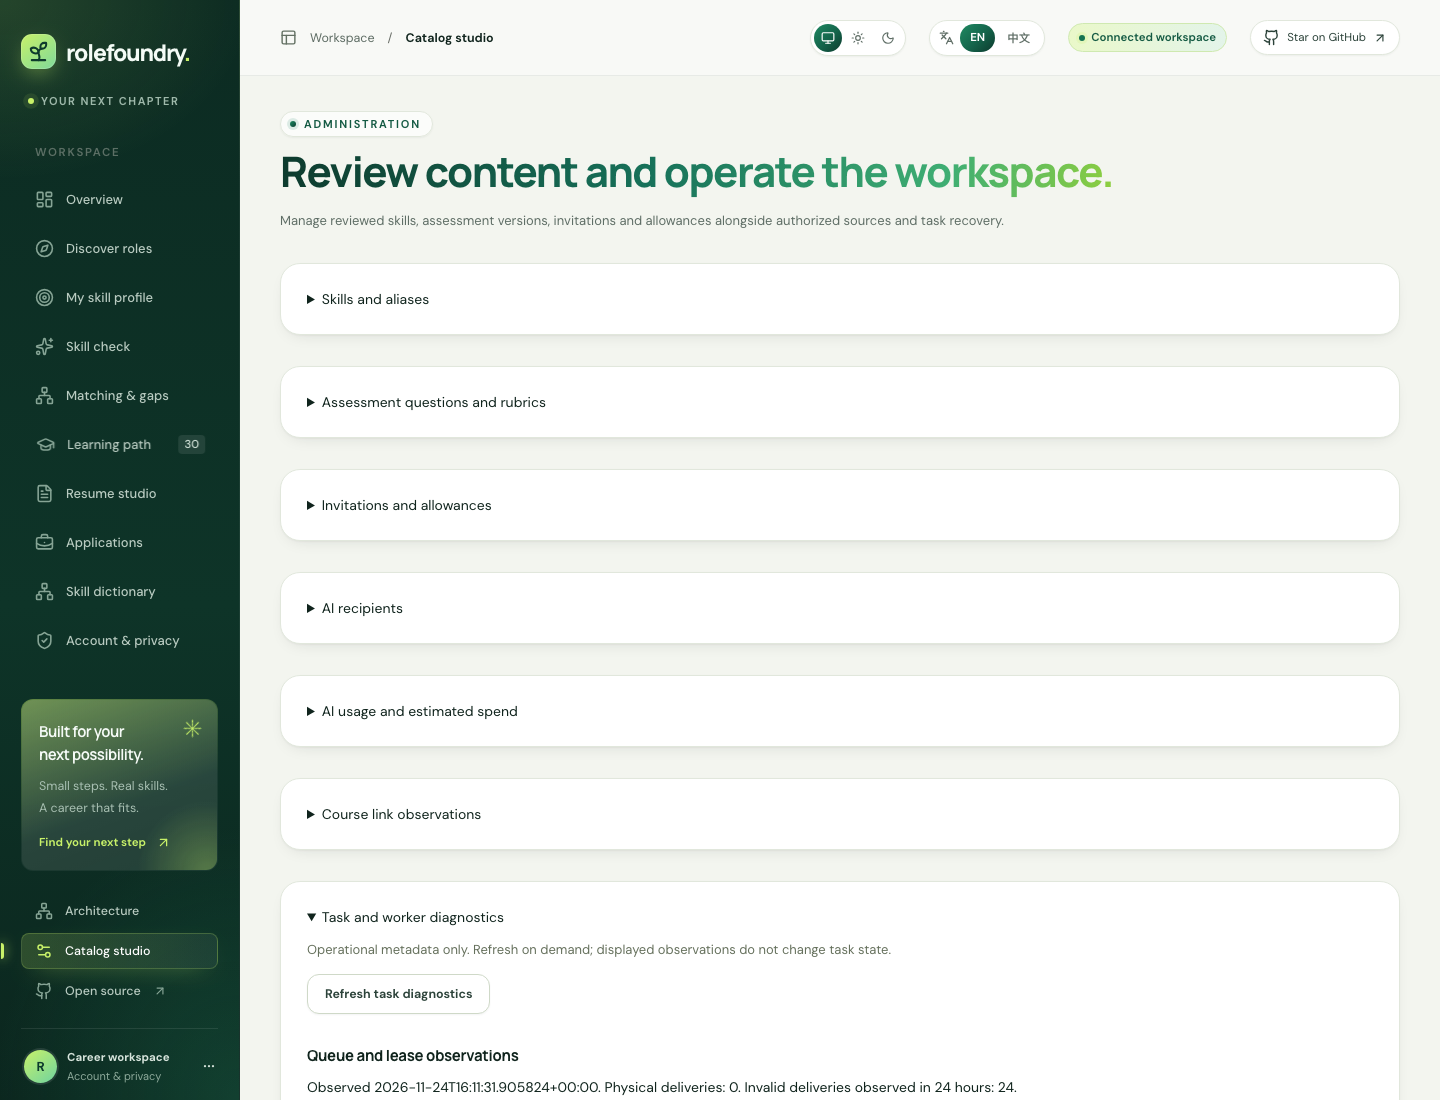 rolefoundry.
YOUR NEXT CHAPTER
WORKSPACE
Overview
Discover roles
My skill profile
Skill check
Matching & gaps
Learning path 30
Resume studio
Applications
Skill dictionary
Account & privacy
Built for your
next possibility.
Small steps. Real skills.
A career that fits.
Find your next step
Architecture
Catalog studio
Open source
R
Career workspace
Account & privacy
Workspace / Catalog studio
EN 中文
Connected workspace
Star on GitHub
ADMINISTRATION
Review content and operate the workspace.
Manage reviewed skills, assessment versions, invitations and allowances alongside authorized sources and task recovery.
Skills and aliases
Assessment questions and rubrics
Invitations and allowances
AI recipients
AI usage and estimated spend
Course link observations
Task and worker diagnostics
Operational metadata only. Refresh on demand; displayed observations do not change task state.
Refresh task diagnostics
Queue and lease observations
Observed 2026-11-24T16:11:31.905824+00:00. Physical deliveries: 0. Invalid deliveries observed in 24 hours: 24.